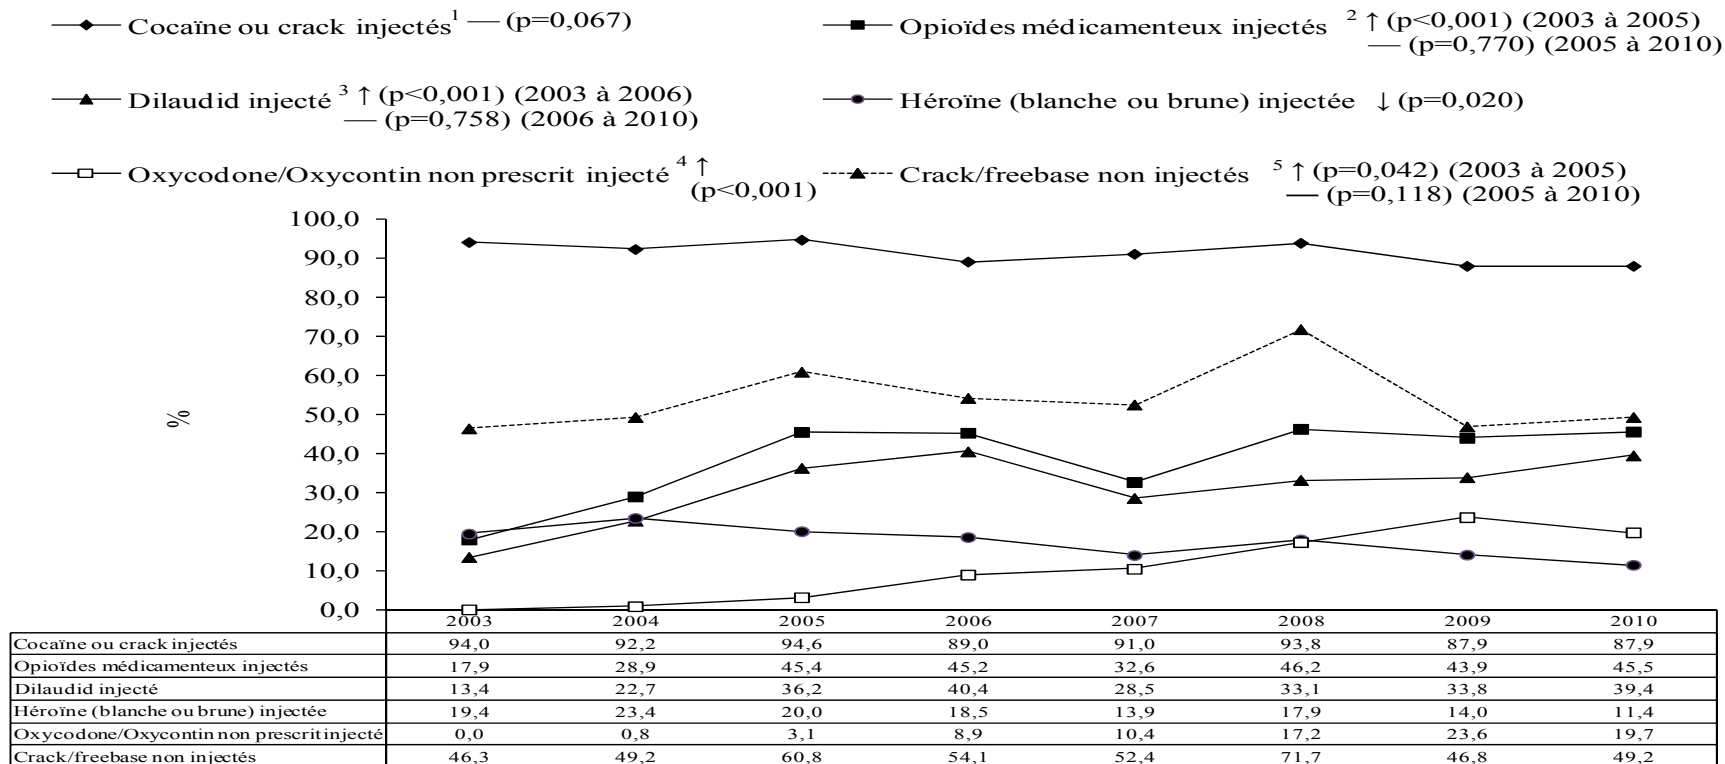 Cocaïne ou crack injectés¹ — (p=0,067)
Opioïdes médicamenteux injectés ² ↑ (p<0,001) (2003 à 2005)
— (p=0,770) (2005 à 2010)
Dilaudid injecté ³ ↑ (p<0,001) (2003 à 2006)
— (p=0,758) (2006 à 2010)
Héroïne (blanche ou brune) injectée ↓ (p=0,020)
Oxycodone/Oxycontin non prescrit injecté ⁴ ↑
(p<0,001)
Crack/freebase non injectés ⁵ ↑ (p=0,042) (2003 à 2005)
— (p=0,118) (2005 à 2010)
100,0
90,0
80,0
70,0
60,0
50,0
40,0
30,0
20,0
10,0
0,0
%
2003 2004 2005 2006 2007 2008 2009 2010
Cocaïne ou crack injectés 94,0 92,2 94,6 89,0 91,0 93,8 87,9 87,9
Opioïdes médicamenteux injectés 17,9 28,9 45,4 45,2 32,6 46,2 43,9 45,5
Dilaudid injecté 13,4 22,7 36,2 40,4 28,5 33,1 33,8 39,4
Héroïne (blanche ou brune) injectée 19,4 23,4 20,0 18,5 13,9 17,9 14,0 11,4
Oxycodone/Oxycontin non prescrit injecté 0,0 0,8 3,1 8,9 10,4 17,2 23,6 19,7
Crack/freebase non injectés 46,3 49,2 60,8 54,1 52,4 71,7 46,8 49,2